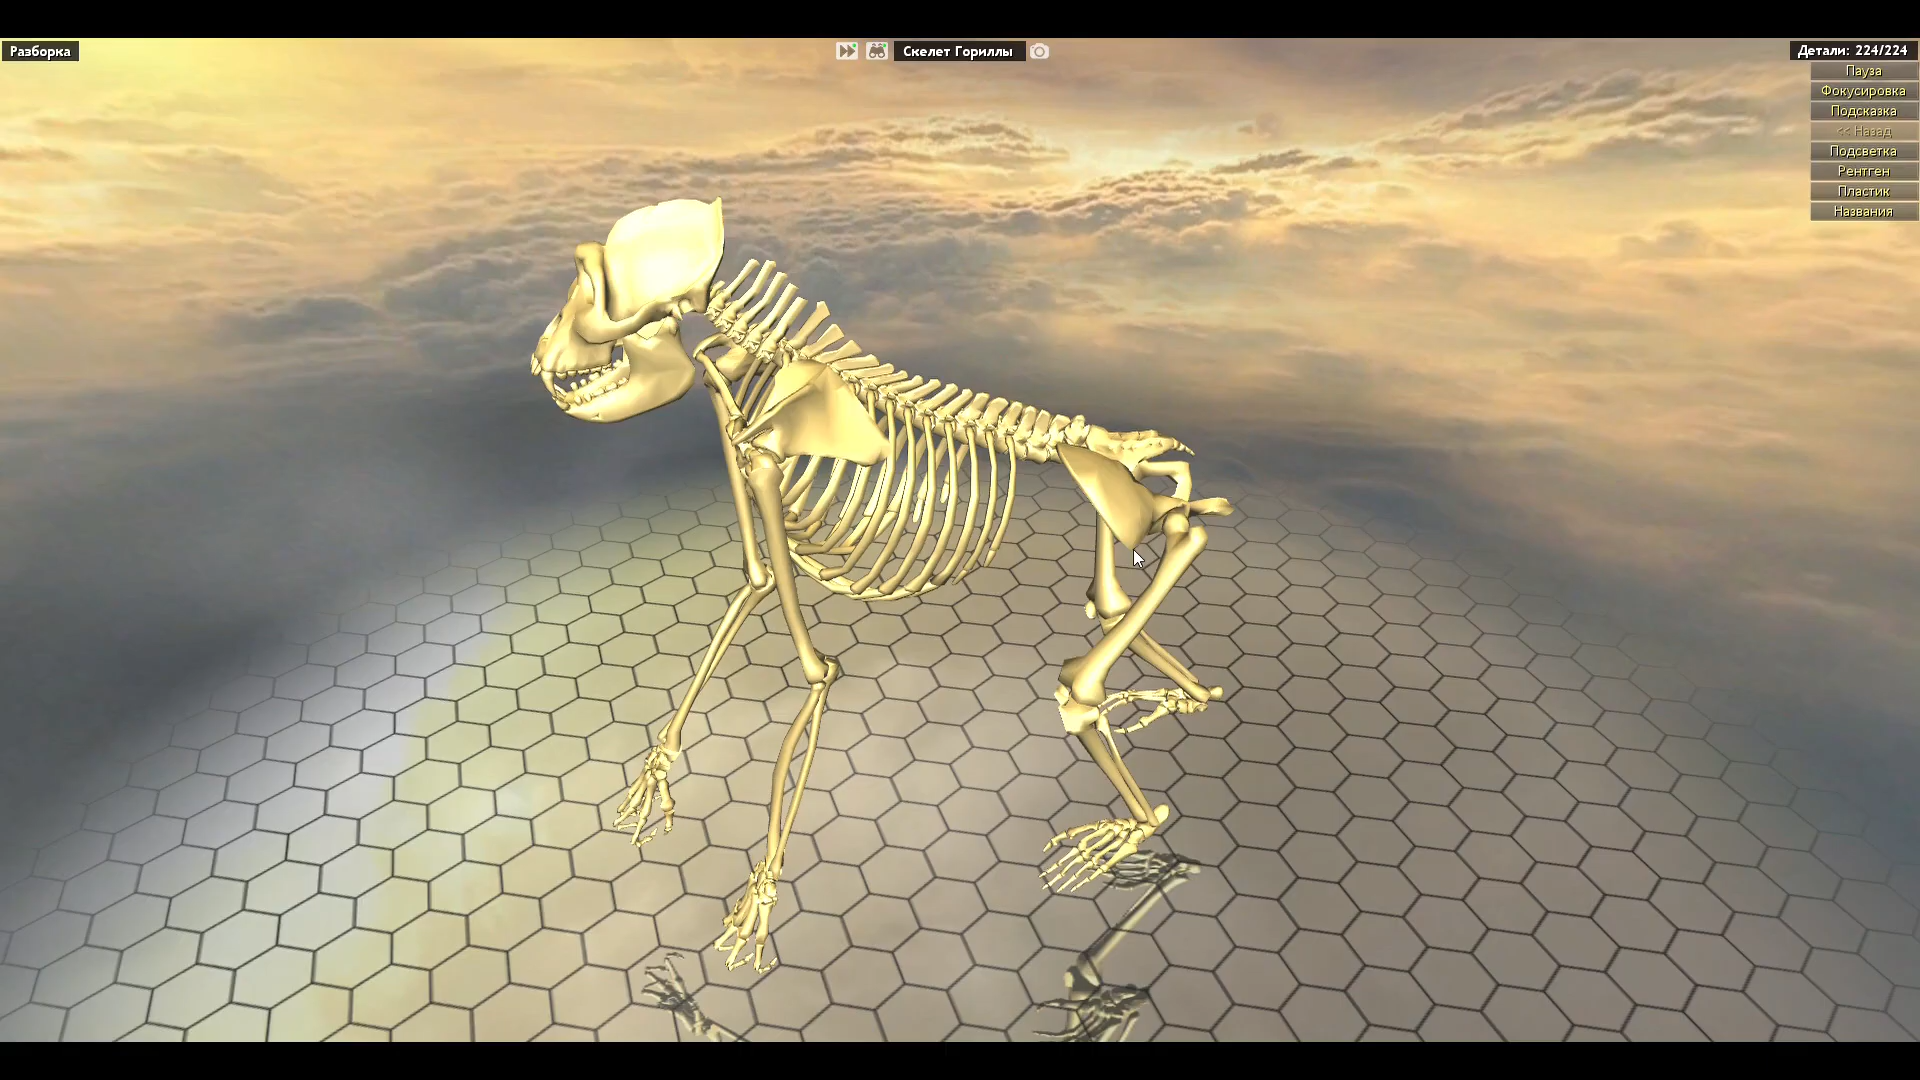 Разборка
Скелет Гориллы
Детали: 224/224
Пауза
Фокусировка
Подсказка
<< Назад
Подсветка
Рентген
Пластик
Названия